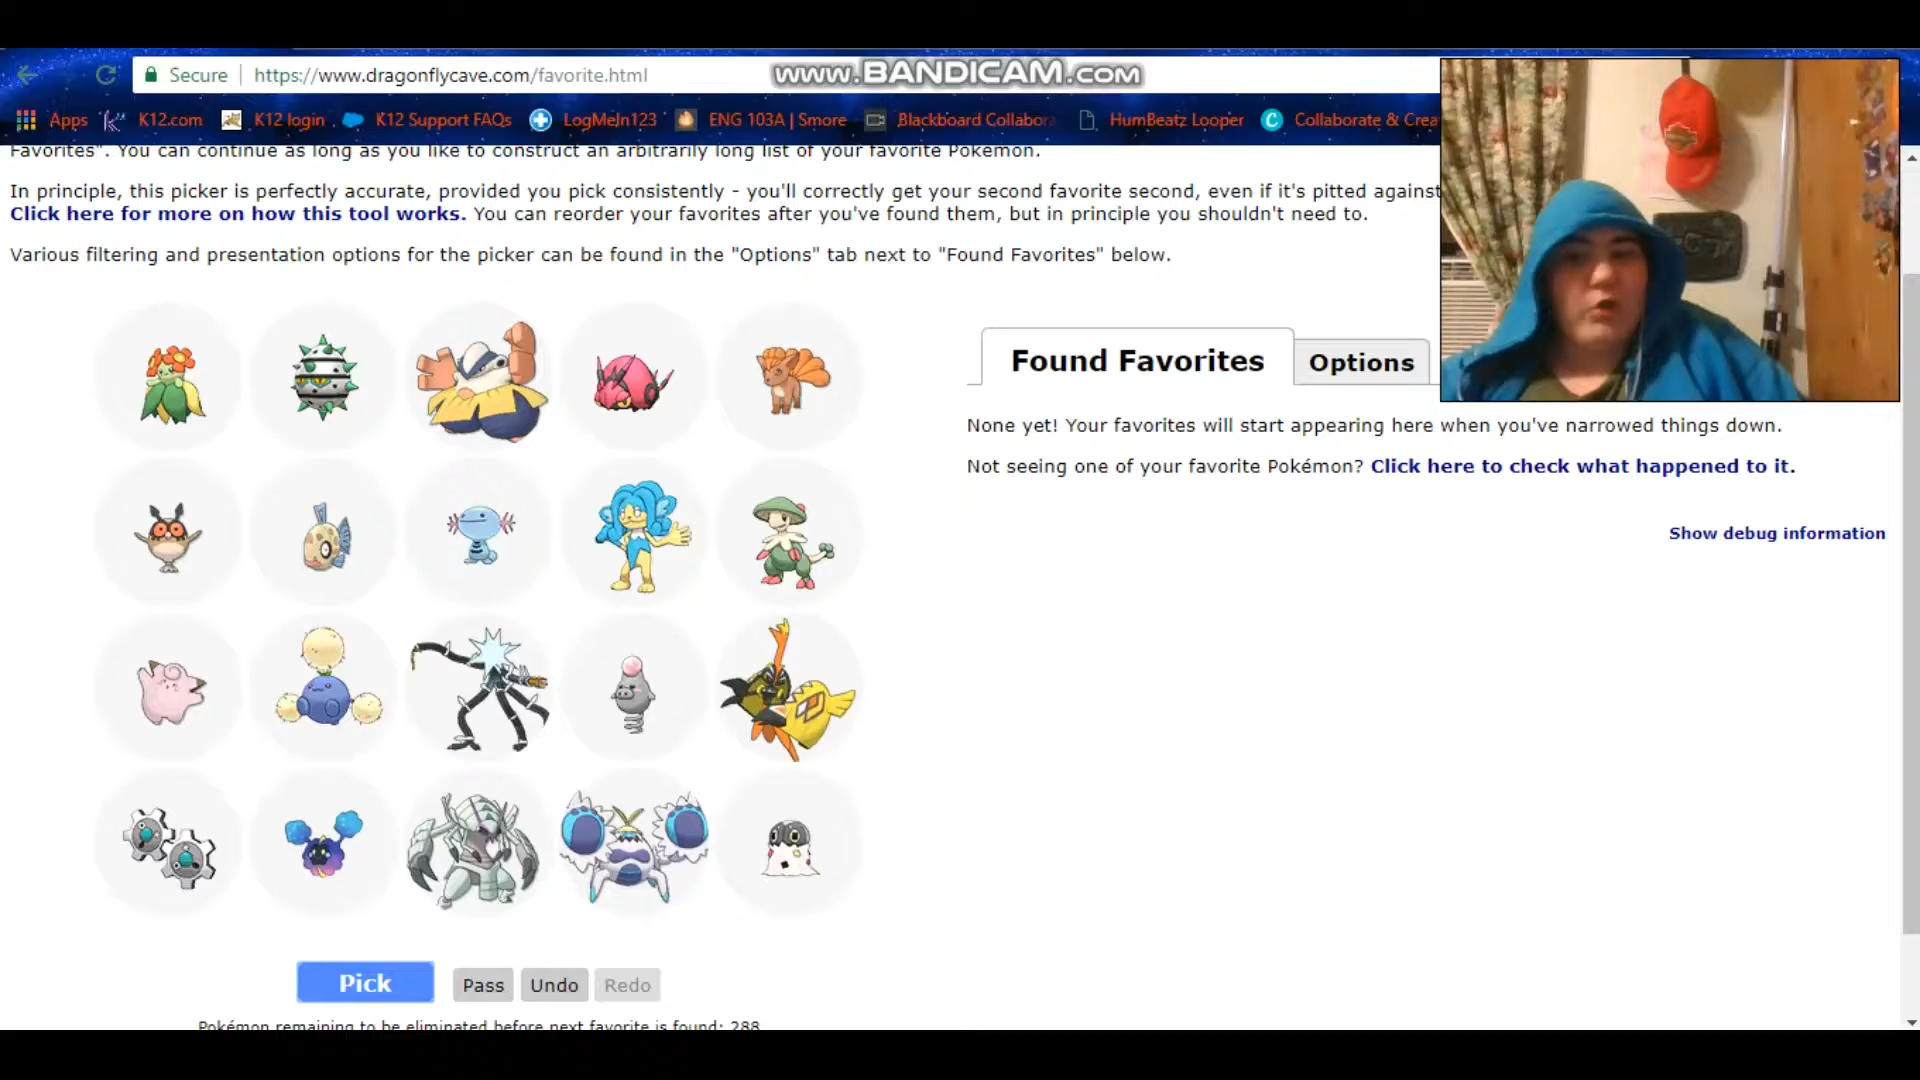 Secure https://www.dragonflycave.com/favorite.html
www.BANDICAM.com
Apps K12.com K12 login K12 Support FAQs LogMeIn123 ENG 103A | Smore Blackboard Collabor HumBeatz Looper Collaborate & Crea
Favorites". You can continue as long as you like to construct an arbitrarily long list of your favorite Pokémon.
In principle, this picker is perfectly accurate, provided you pick consistently - you'll correctly get your second favorite second, even if it's pitted against
Click here for more on how this tool works. You can reorder your favorites after you've found them, but in principle you shouldn't need to.
Various filtering and presentation options for the picker can be found in the "Options" tab next to "Found Favorites" below.
Found Favorites Options
None yet! Your favorites will start appearing here when you've narrowed things down.
Not seeing one of your favorite Pokémon? Click here to check what happened to it.
Show debug information
Pick Pass Undo Redo
Pokémon remaining to be eliminated before next favorite is found: 288